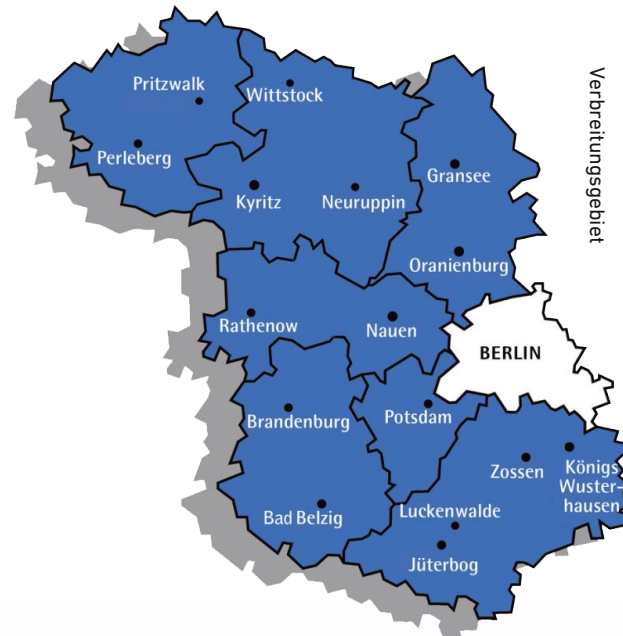 Verbreitungsgebiet
Pritzwalk
Wittstock
Perleberg
Gransee
Kyritz
Neuruppin
Oranienburg
Rathenow
Nauen
BERLIN
Brandenburg
Potsdam
Zossen
Königs
Wuster-
hausen
Bad Belzig
Luckenwalde
Jüterbog